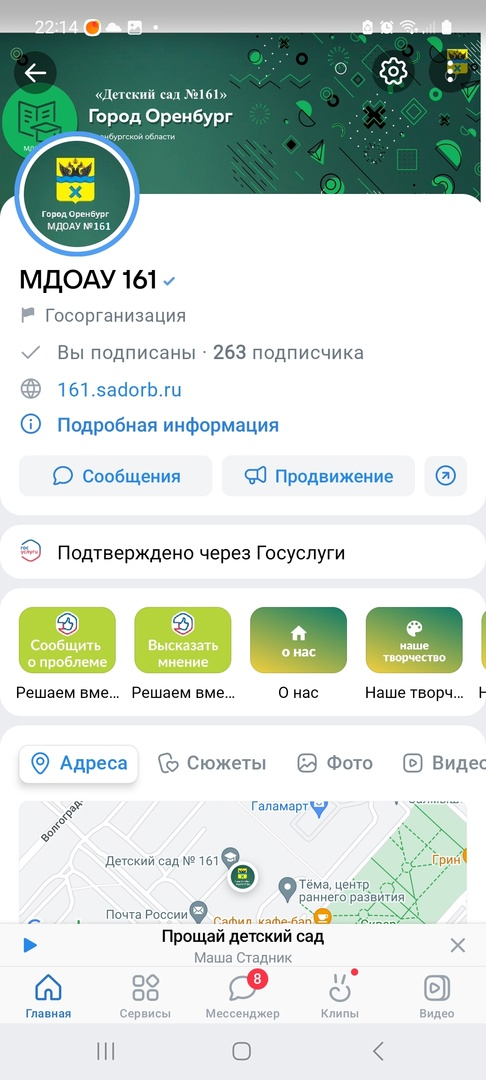 22:14
«Детский сад №161»
Город Оренбург
Город Оренбург
МДОАУ №161
МДОАУ 161
Госорганизация
Вы подписаны · 263 подписчика
161.sadorb.ru
Подробная информация
Сообщения
Продвижение
гос
услуги
Подтверждено через Госуслуги
Сообщить
о проблеме
Высказать
мнение
о нас
наше
творчество
Решаем вме...
Решаем вме...
О нас
Наше творч...
Адреса
Сюжеты
Фото
Видео
Галамарт
Волгоград
Детский сад № 161
Грин
Тёма, центр
раннего развития
Почта России
Сафид, кафе-бар
Прощай детский сад
Маша Стадник
8
Главная
Сервисы
Мессенджер
Клипы
Видео